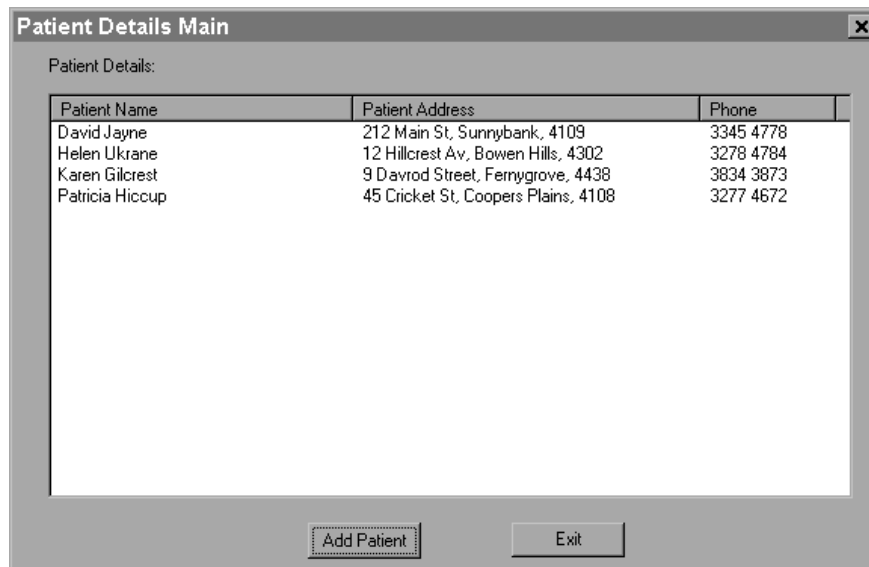 Patient Details Main
Patient Details:
Patient Name Patient Address Phone
David Jayne 212 Main St, Sunnybank, 4109 3345 4778
Helen Ukrane 12 Hillcrest Av, Bowen Hills, 4302 3278 4784
Karen Gilcrest 9 Davrod Street, Fernygrove, 4438 3834 3873
Patricia Hiccup 45 Cricket St, Coopers Plains, 4108 3277 4672
Add Patient Exit